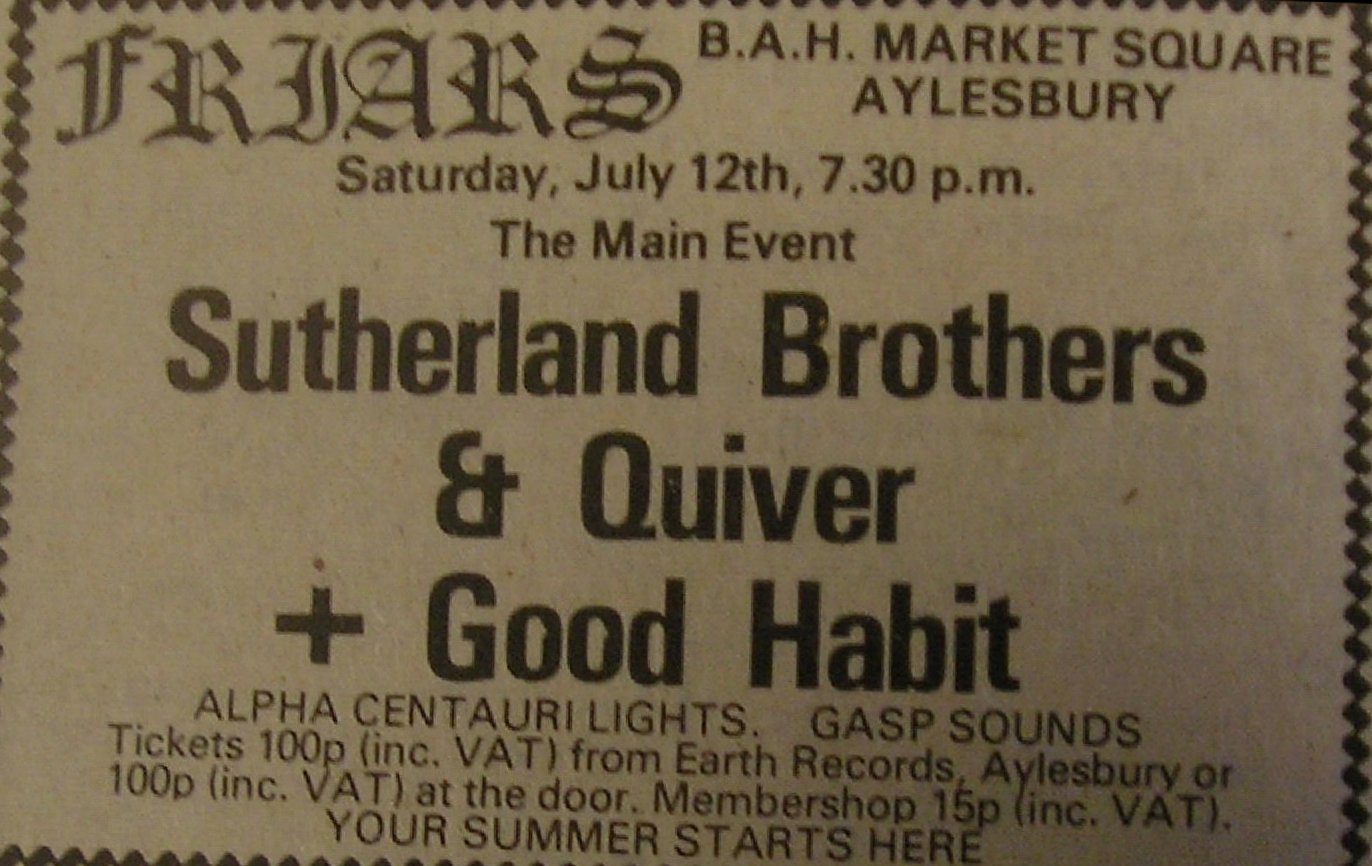 FRIARS
B.A.H. MARKET SQUARE
AYLESBURY
Saturday, July 12th, 7.30 p.m.
The Main Event
Sutherland Brothers
& Quiver
+ Good Habit
ALPHA CENTAURI LIGHTS. GASP SOUNDS
Tickets 100p (inc. VAT) from Earth Records, Aylesbury or
100p (inc. VAT) at the door. Membershop 15p (inc. VAT).
YOUR SUMMER STARTS HERE